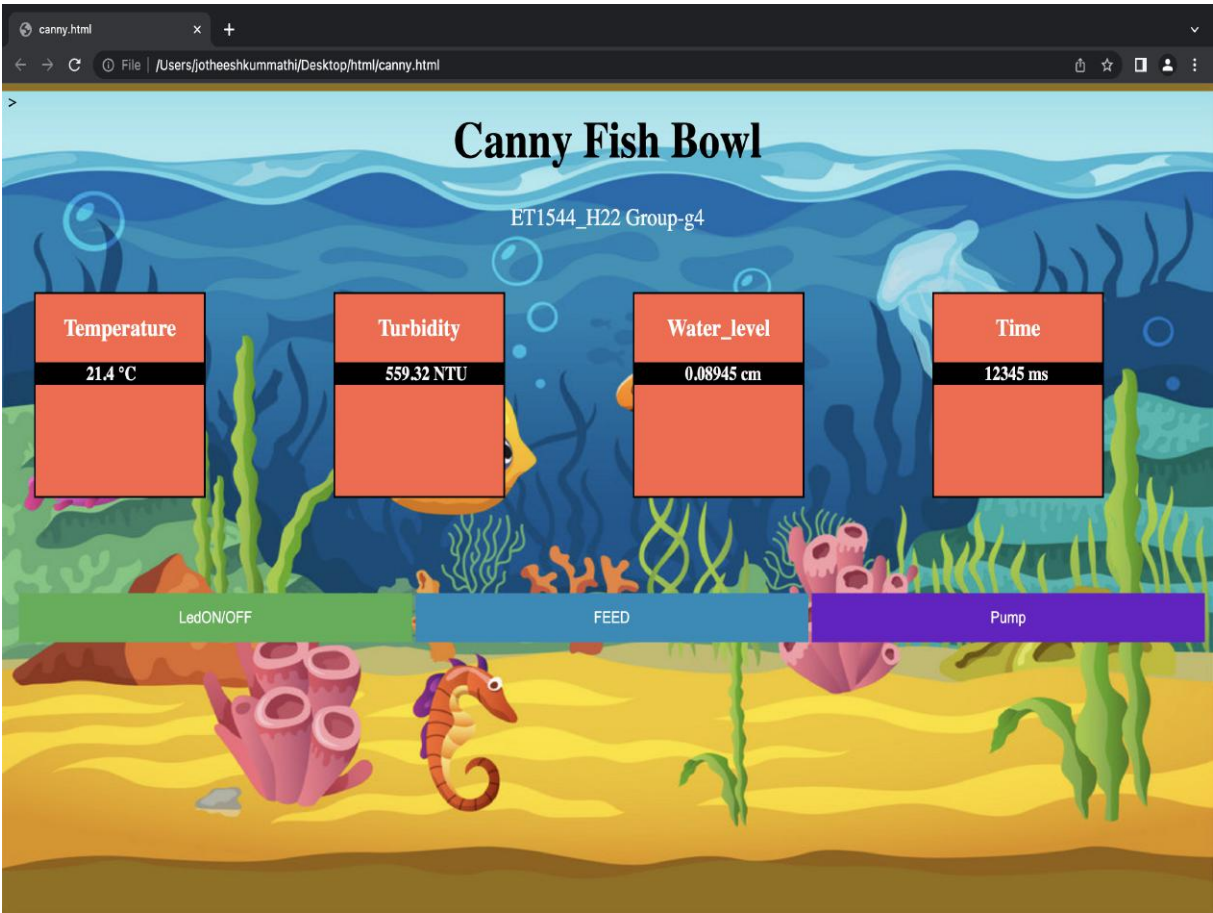 canny.html
File | /Users/jotheeshkummathi/Desktop/html/canny.html
>
Canny Fish Bowl
ET1544_H22 Group-g4
Temperature Turbidity Water_level Time
21.4 °C 559.32 NTU 0.08945 cm 12345 ms
LedON/OFF FEED Pump